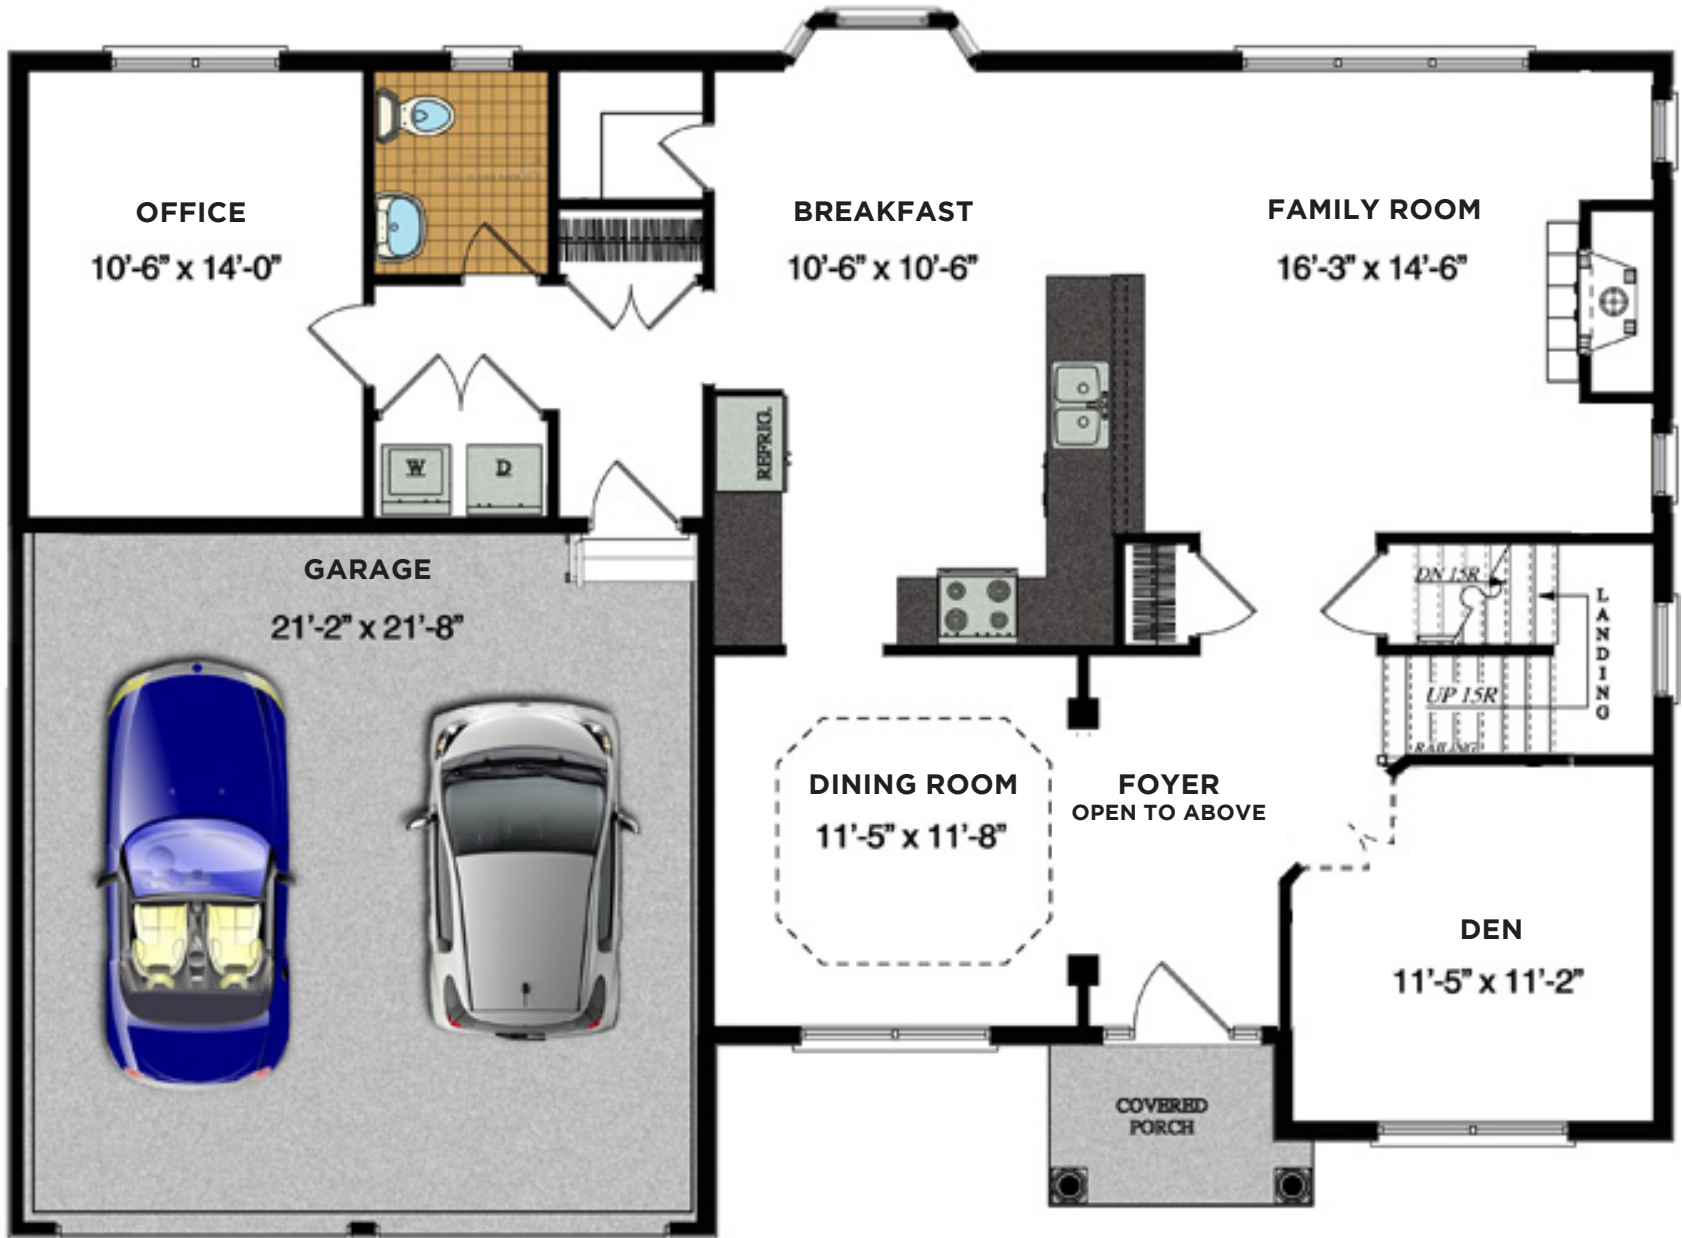 OFFICE
10'-6" x 14'-0"
BREAKFAST
10'-6" x 10'-6"
FAMILY ROOM
16'-3" x 14'-6"
REFRIG.
W
D
GARAGE
21'-2" x 21'-8"
DN 15R
LANDING
UP 15R
RAILING
DINING ROOM
11'-5" x 11'-8"
FOYER
OPEN TO ABOVE
DEN
11'-5" x 11'-2"
COVERED
PORCH